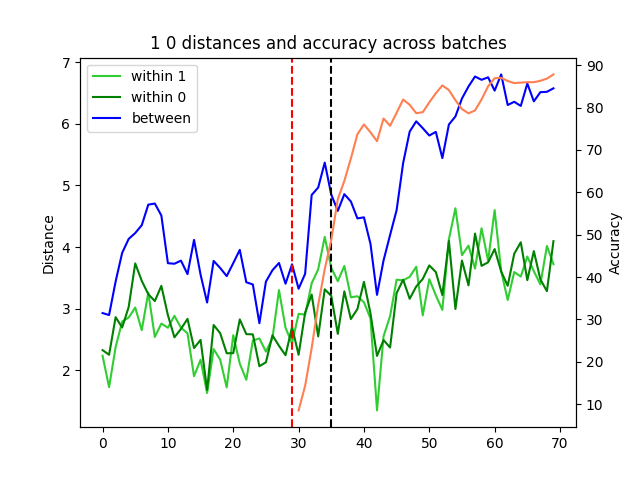 1 0 distances and accuracy across batches
within 1
within 0
between
Distance
7
6
5
4
3
2
Accuracy
90
80
70
60
50
40
30
20
10
0 10 20 30 40 50 60 70